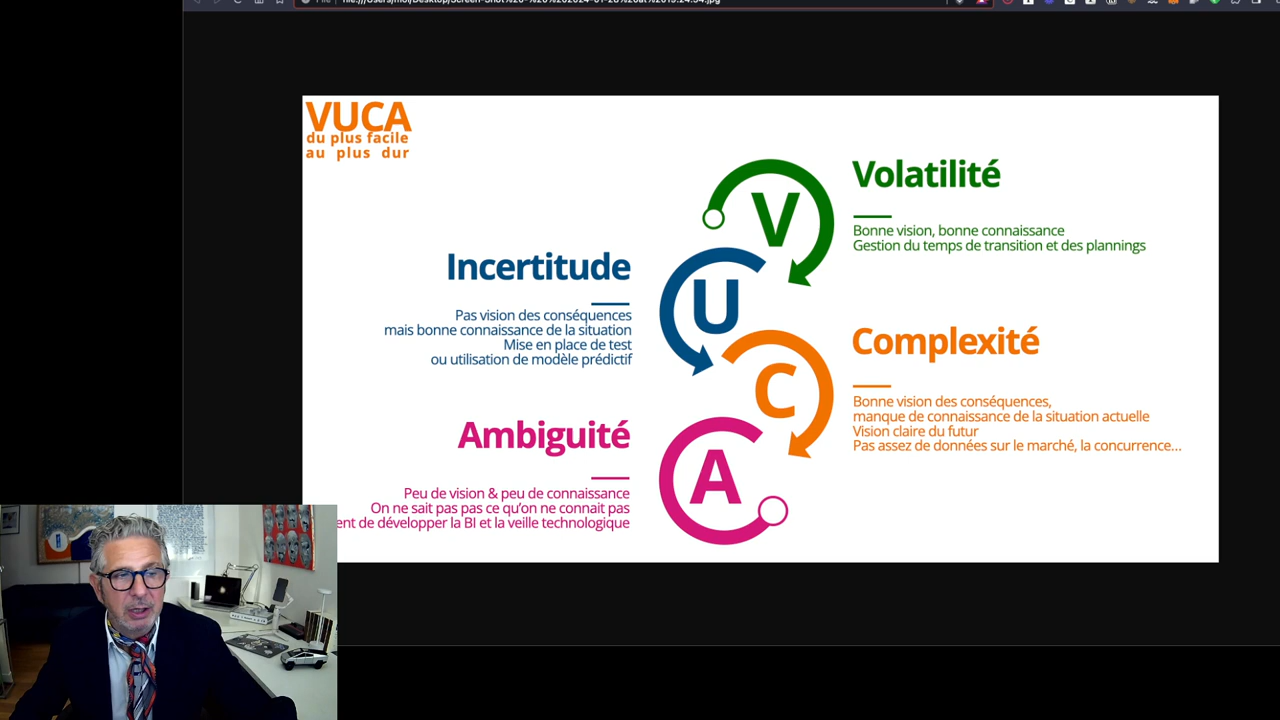 VUCA
du plus facile
au plus dur
V
Volatilité
Bonne vision, bonne connaissance
Gestion du temps de transition et des plannings
Incertitude
U
Pas vision des conséquences
mais bonne connaissance de la situation
Mise en place de test
ou utilisation de modèle prédictif
C
Complexité
Bonne vision des conséquences,
manque de connaissance de la situation actuelle
Vision claire du futur
Pas assez de données sur le marché, la concurrence...
Ambiguité
A
Peu de vision & peu de connaissance
On ne sait pas pas ce qu'on ne connait pas
de développer la BI et la veille technologique